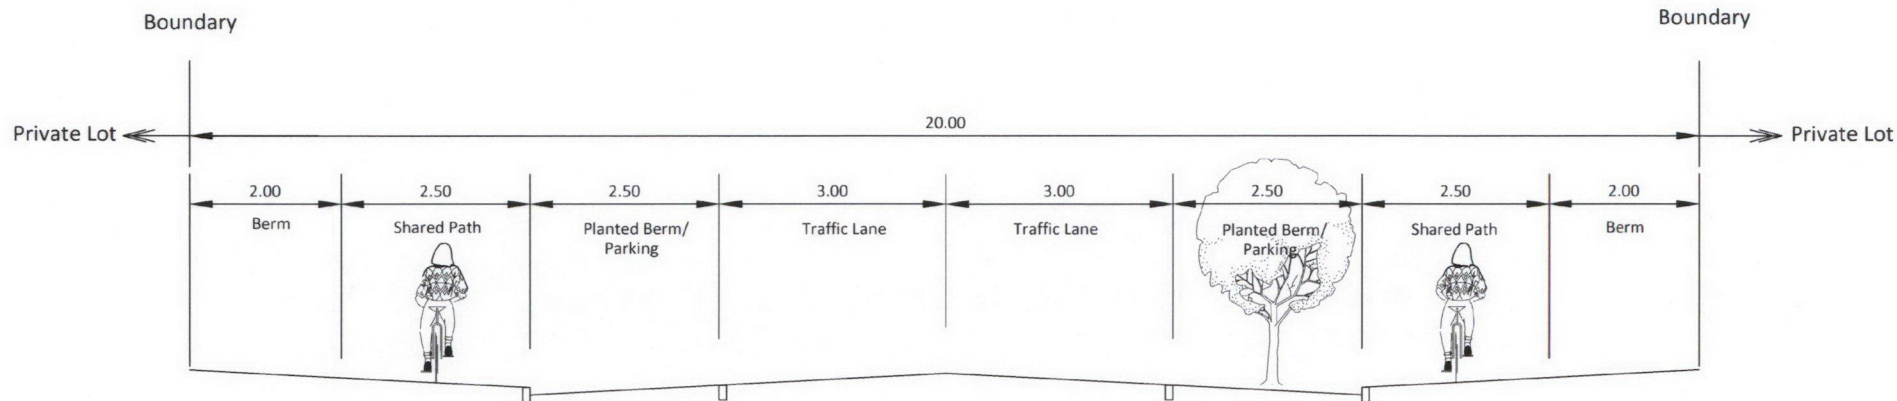 Boundary
Boundary
Private Lot
20.00
Private Lot
2.00
2.50
2.50
3.00
3.00
2.50
2.50
2.00
Berm
Shared Path
Planted Berm/
Parking
Traffic Lane
Traffic Lane
Planted Berm/
Parking
Shared Path
Berm